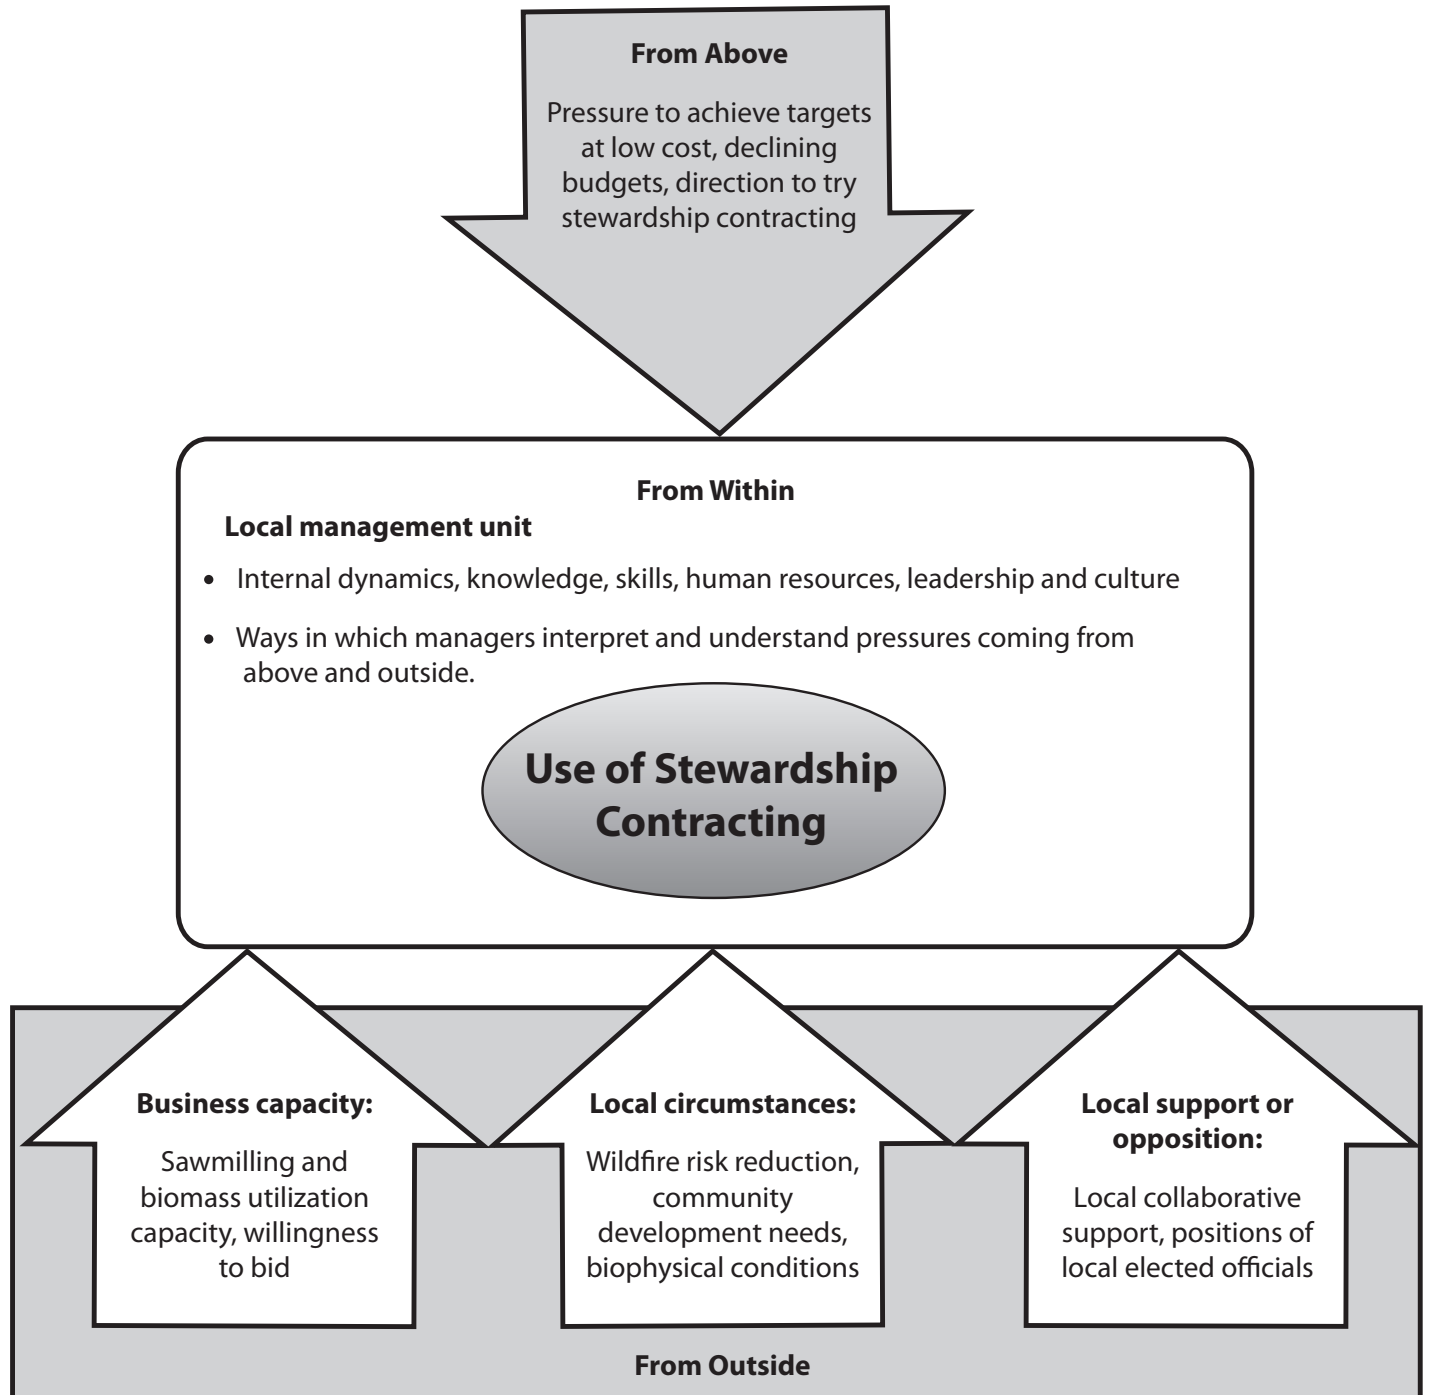 From Above
Pressure to achieve targets
at low cost, declining
budgets, direction to try
stewardship contracting
From Within
Local management unit
• Internal dynamics, knowledge, skills, human resources, leadership and culture
• Ways in which managers interpret and understand pressures coming from
above and outside.
Use of Stewardship
Contracting
Business capacity:
Sawmilling and
biomass utilization
capacity, willingness
to bid
Local circumstances:
Wildfire risk reduction,
community
development needs,
biophysical conditions
Local support or
opposition:
Local collaborative
support, positions of
local elected officials
From Outside